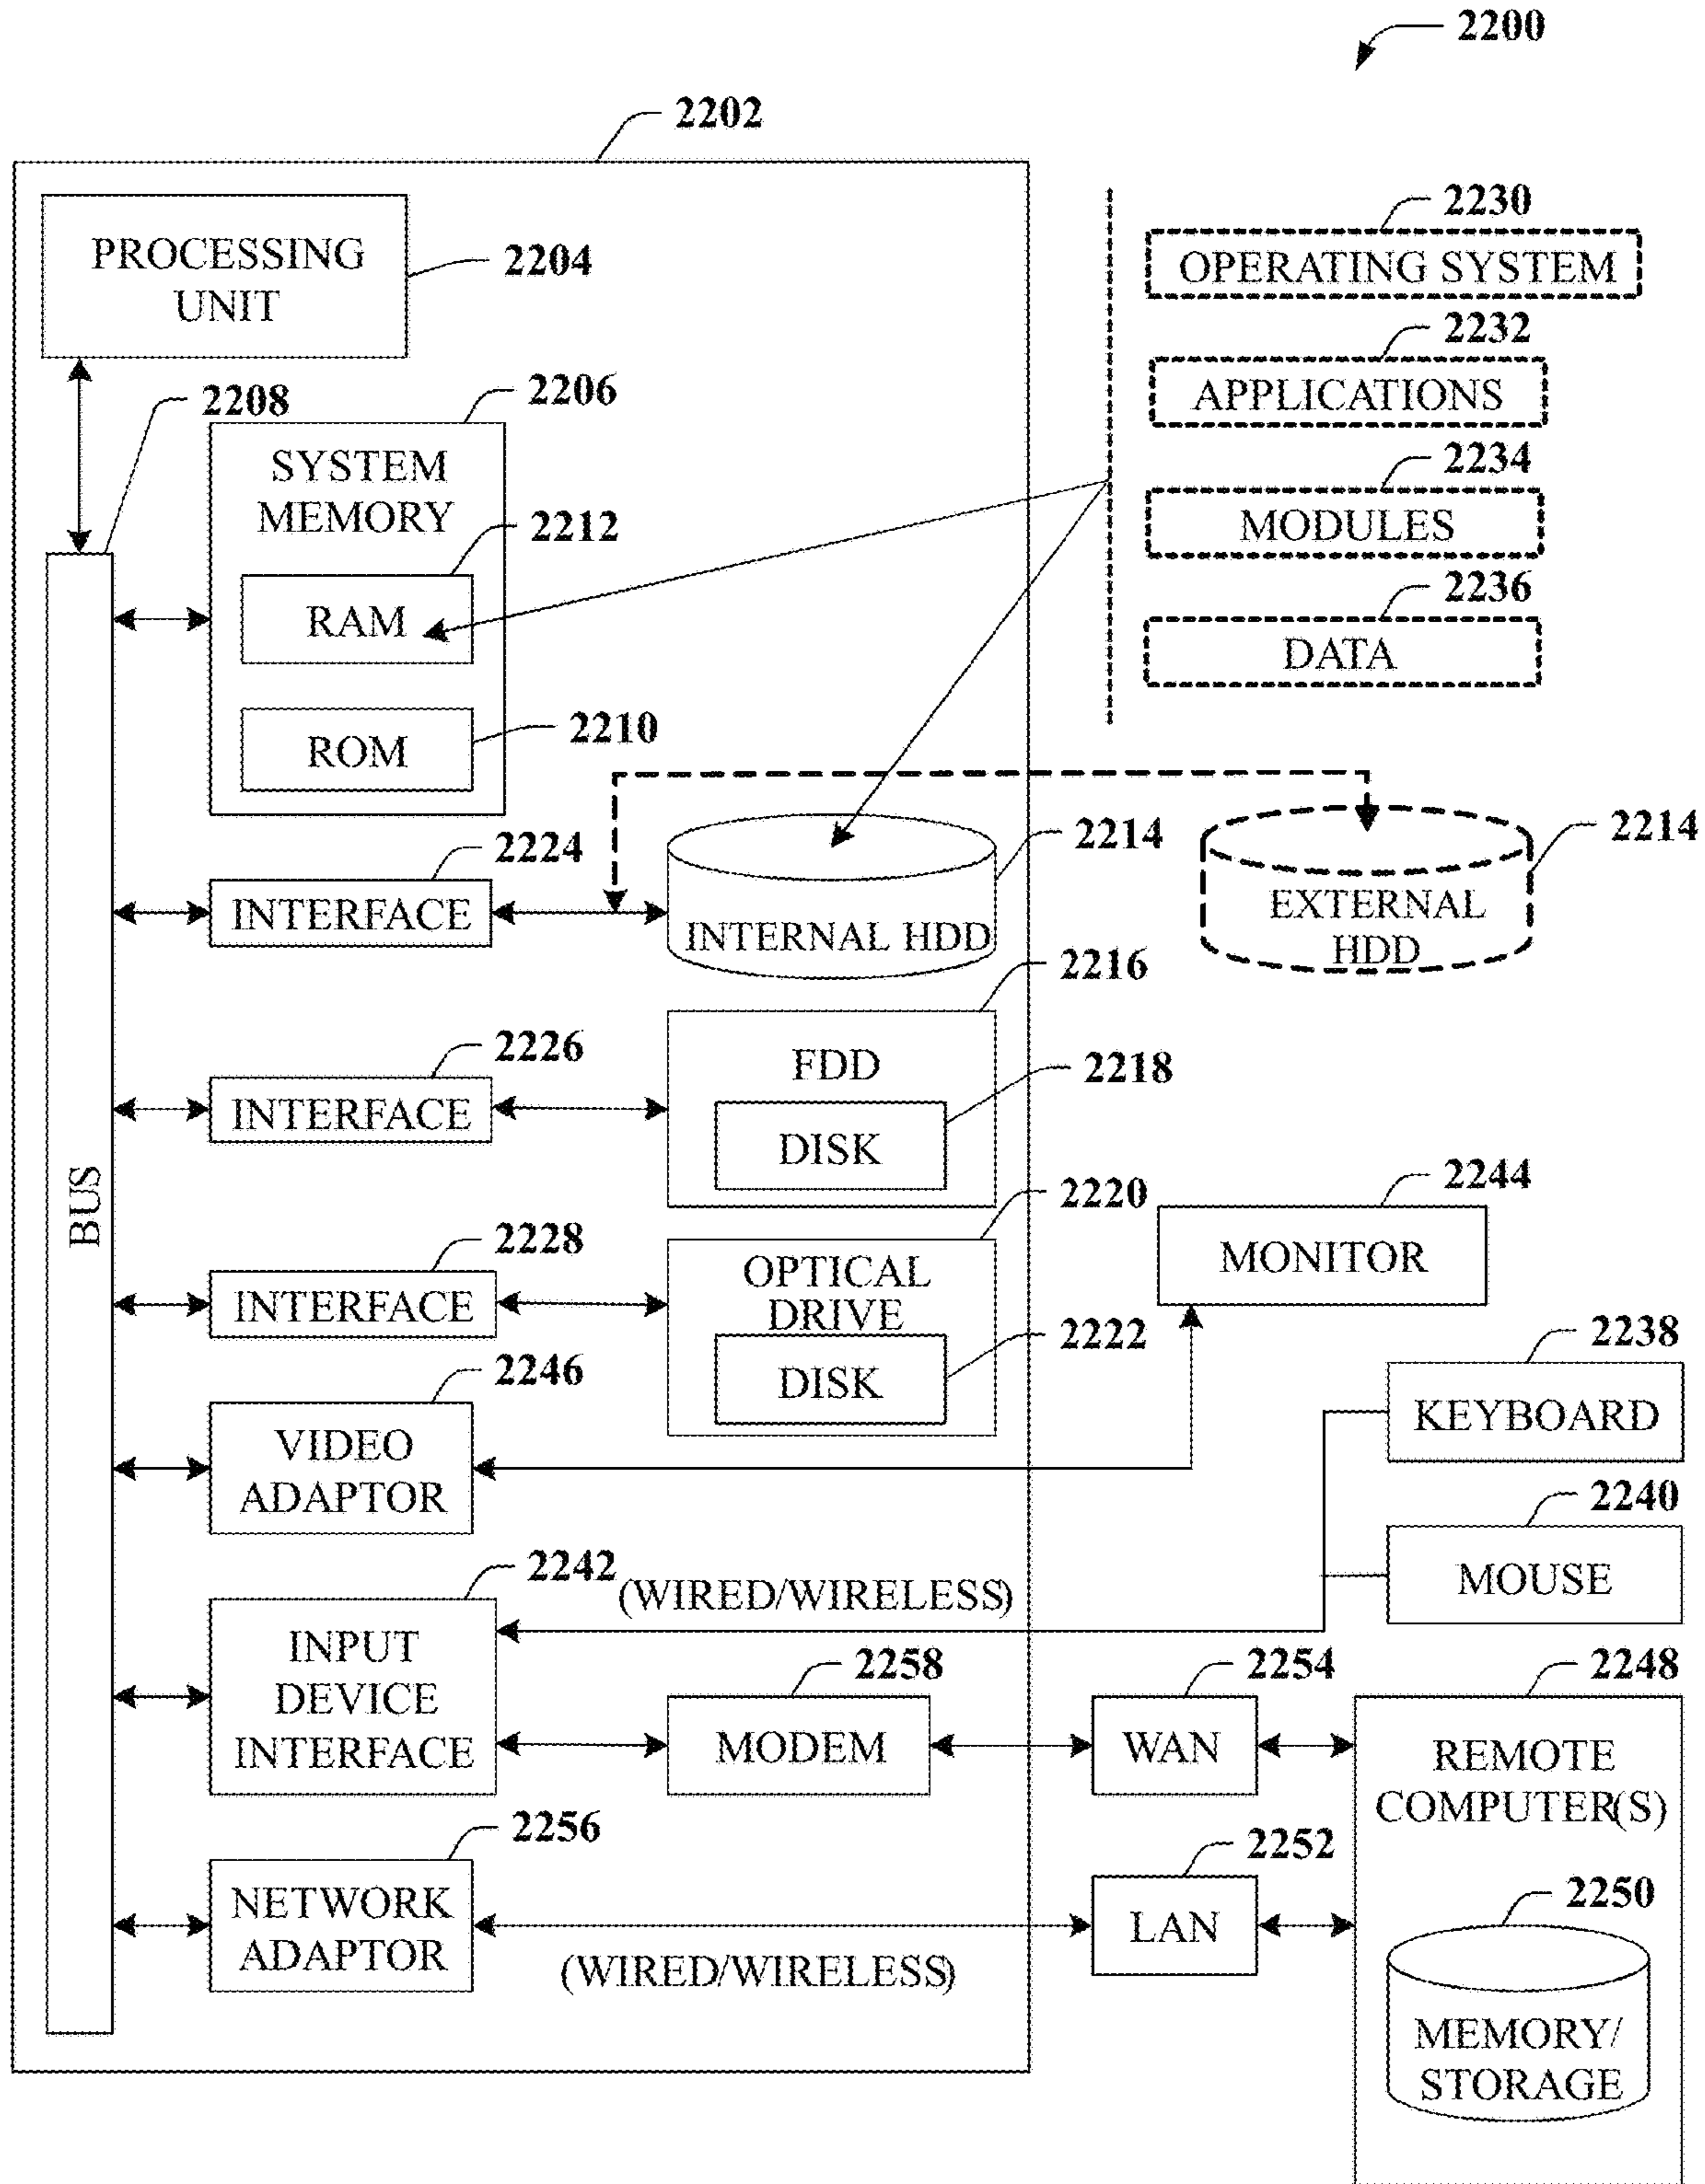 2200
2202
PROCESSING
UNIT
2204
2230
OPERATING SYSTEM
2232
APPLICATIONS
2234
MODULES
2236
DATA
2208
2206
SYSTEM
MEMORY
2212
RAM
2210
ROM
2224
INTERFACE
2214
INTERNAL HDD
2214
EXTERNAL
HDD
2226
INTERFACE
2216
FDD
2218
DISK
BUS
2228
INTERFACE
2220
OPTICAL
DRIVE
2222
DISK
2244
MONITOR
2246
VIDEO
ADAPTOR
2238
KEYBOARD
2240
MOUSE
2242
(WIRED/WIRELESS)
INPUT
DEVICE
INTERFACE
2258
MODEM
2254
WAN
2248
REMOTE
COMPUTER(S)
2256
NETWORK
ADAPTOR
(WIRED/WIRELESS)
2252
LAN
2250
MEMORY/
STORAGE